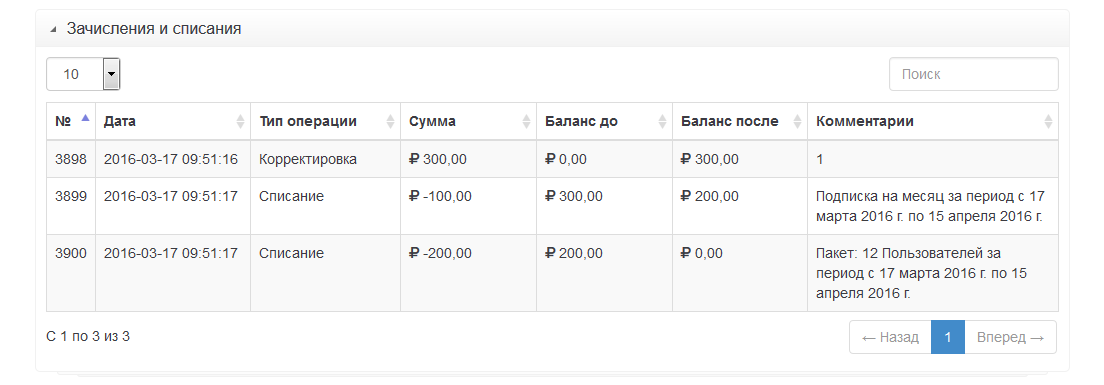 Зачисления и списания
10
Поиск
№ Дата Тип операции Сумма Баланс до Баланс после Комментарии
3898 2016-03-17 09:51:16 Корректировка ₽ 300,00 ₽ 0,00 ₽ 300,00 1
3899 2016-03-17 09:51:17 Списание ₽ -100,00 ₽ 300,00 ₽ 200,00 Подписка на месяц за период с 17
марта 2016 г. по 15 апреля 2016 г.
3900 2016-03-17 09:51:17 Списание ₽ -200,00 ₽ 200,00 ₽ 0,00 Пакет: 12 Пользователей за
период с 17 марта 2016 г. по 15
апреля 2016 г.
С 1 по 3 из 3
← Назад 1 Вперед →